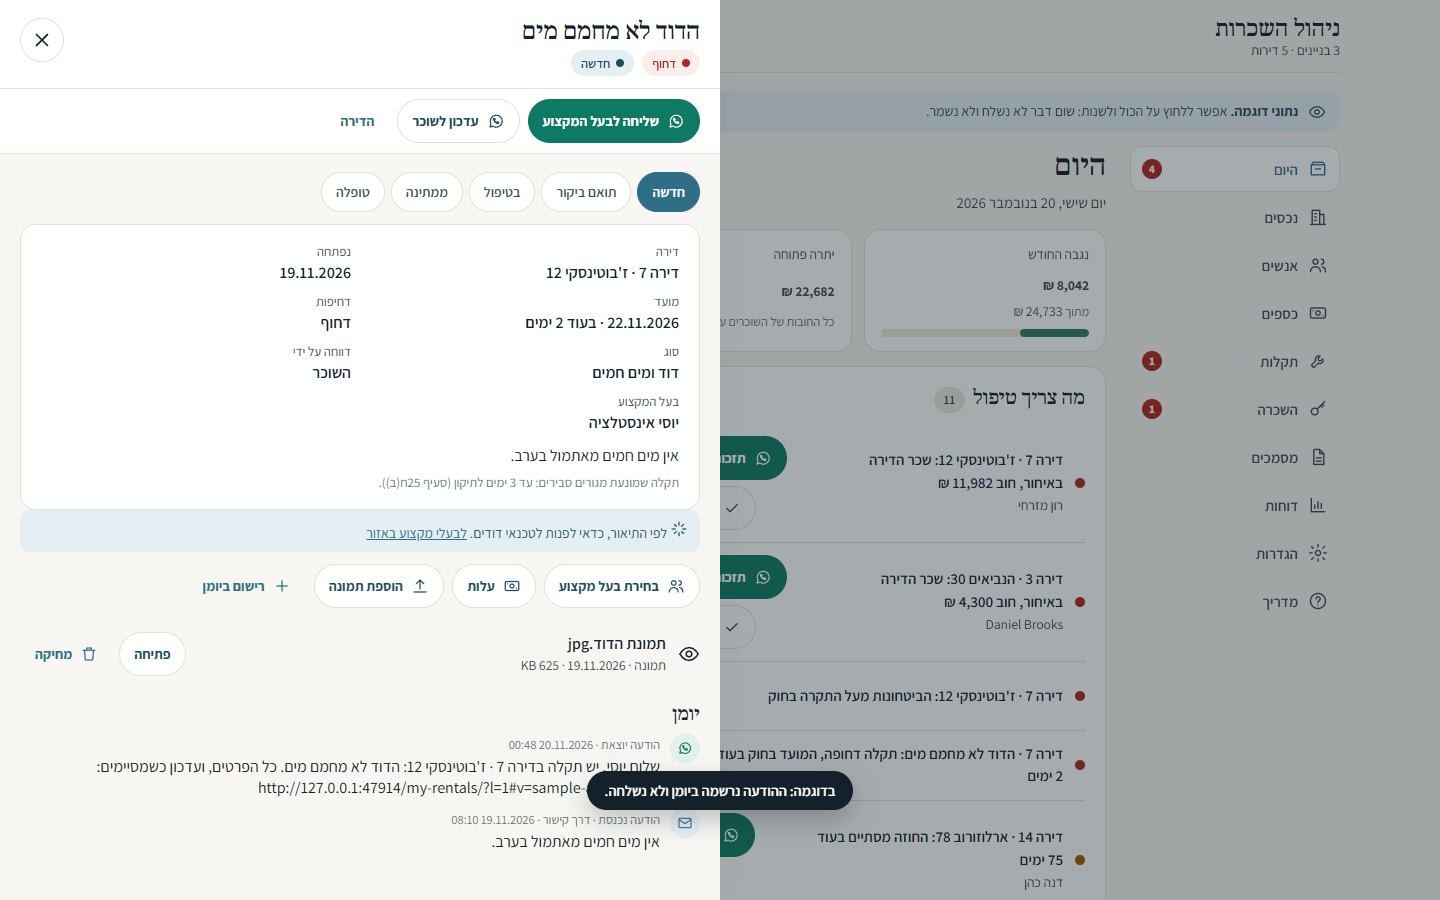 ניהול השכרות
3 בניינים · 5 דירות
נתוני דוגמה. אפשר ללחוץ על הכול ולשנות: שום דבר לא נשלח ולא נשמר.
היום
4
נכסים
אנשים
כספים
תקלות
1
השכרה
1
מסמכים
דוחות
הגדרות
מדריך
היום
יום שישי, 20 בנובמבר 2026
נגבה החודש
8,042 ₪
מתוך 24,733 ₪
יתרה פתוחה
22,682 ₪
כל החובות של השוכרים
מה צריך טיפול
11
דירה 7 · ז'בוטינסקי 12: שכר הדירה
באיחור, חוב 11,982 ₪
רון מזרחי
דירה 3 · הנביאים 30: שכר הדירה
באיחור, חוב 4,300 ₪
Daniel Brooks
דירה 7 · ז'בוטינסקי 12: הביטחונות מעל התקרה בחוק
דירה 7 · הדוד לא מחמם מים: תקלה דחופה, המועד בחוק בעוד
2 ימים
דירה 14 · ארלוזורוב 78: החוזה מסתיים בעוד
75 ימים
דנה כהן
הדוד לא מחמם מים
דחוף
חדשה
שליחה לבעל המקצוע
עדכון לשוכר
הדירה
חדשה
תואם ביקור
בטיפול
ממתינה
טופלה
דירה
דירה 7 · ז'בוטינסקי 12
נפתחה
19.11.2026
מועד
22.11.2026 · בעוד 2 ימים
דחיפות
דחוף
סוג
דוד ומים חמים
דווחה על ידי
השוכר
בעל המקצוע
יוסי אינסטלציה
אין מים חמים מאתמול בערב.
תקלה שמונעת מגורים סבירים: עד 3 ימים לתיקון (סעיף 25ח(ב)).
לפי התיאור, כדאי לפנות לטכנאי דודים. לבעלי מקצוע באזור
בחירת בעל מקצוע
עלות
הוספת תמונה
רישום ביומן
תמונת הדוד.jpg
תמונה · 19.11.2026 · 625 KB
פתיחה
מחיקה
יומן
הודעה יוצאת · 20.11.2026 00:48
שלום יוסי, יש תקלה בדירה 7 · ז'בוטינסקי 12: הדוד לא מחמם מים. כל הפרטים, ועדכון כשמסיימים:
http://127.0.0.1:47914/my-rentals/?l=1#v=sample-
הודעה נכנסת · דרך קישור · 19.11.2026 08:10
אין מים חמים מאתמול בערב.
בדוגמה: ההודעה נרשמה ביומן ולא נשלחה.